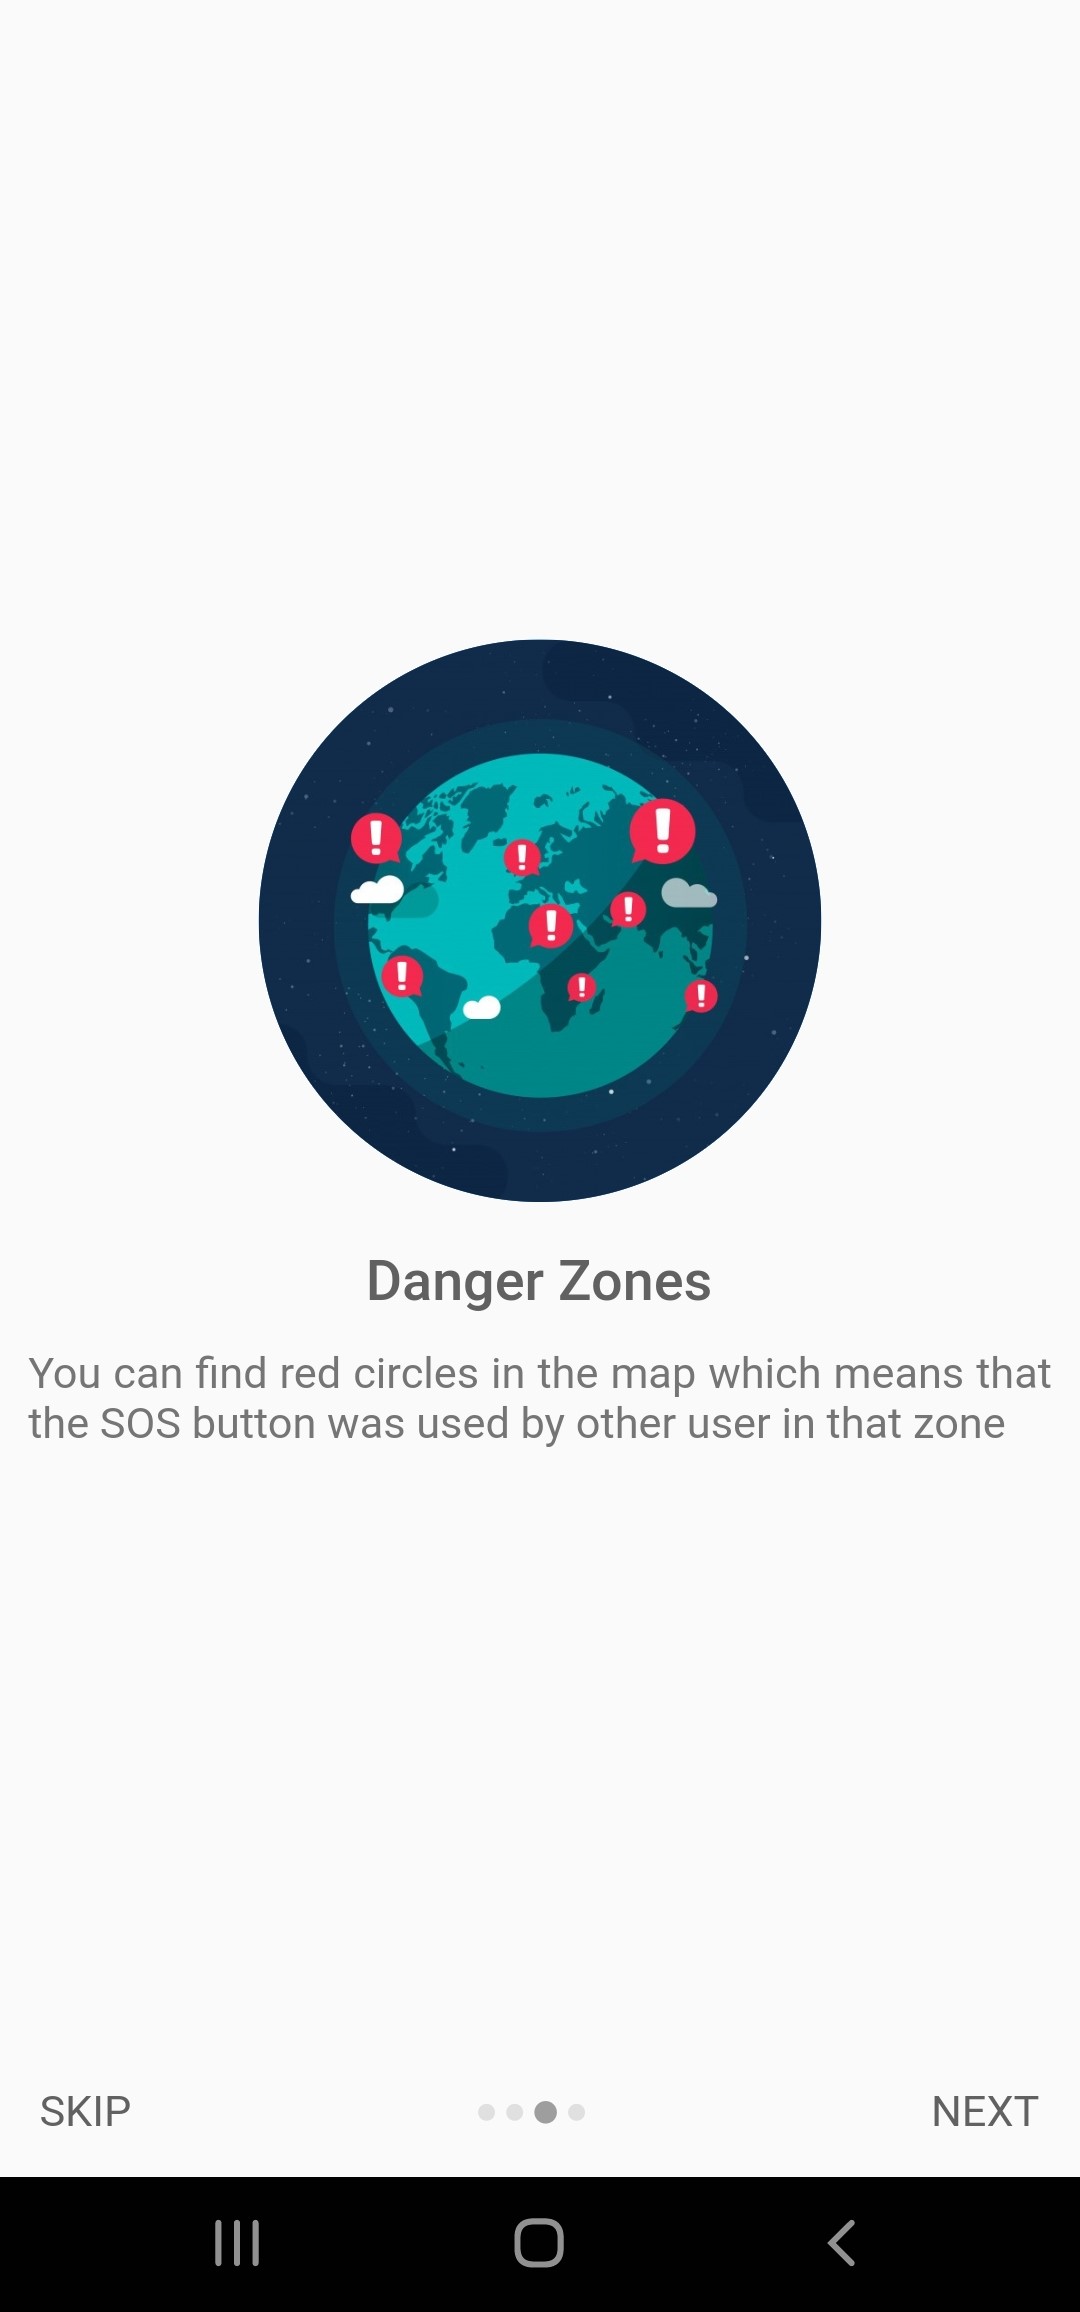 Danger Zones
You can find red circles in the map which means that
the SOS button was used by other user in that zone
SKIP
NEXT